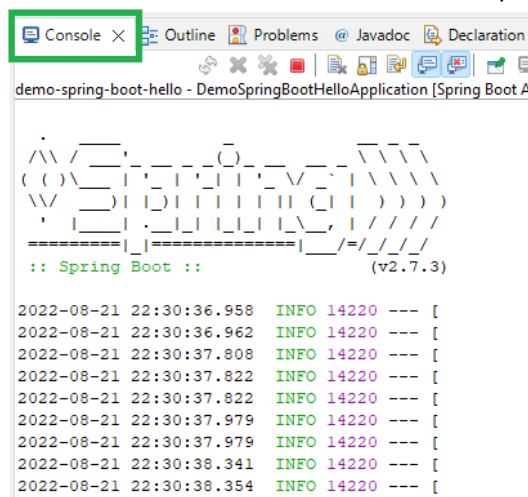 Console Outline Problems @ Javadoc Declaration
demo-spring-boot-hello - DemoSpringBootHelloApplication [Spring Boot A
  .   ____          _            __ _ _
 /\\ / ___'_ __ _ _(_)_ __  __ _ \ \ \ \
( ( )\___ | '_ | '_| | '_ \/ _` | \ \ \ \
 \\/  ___)| |_)| | | | | || (_| |  ) ) ) )
  '  |____| .__|_| |_|_| |_\__, | / / / /
 =========|_|==============|___/=/_/_/_/
 :: Spring Boot ::                (v2.7.3)
2022-08-21 22:30:36.958  INFO 14220 --- [
2022-08-21 22:30:36.962  INFO 14220 --- [
2022-08-21 22:30:37.808  INFO 14220 --- [
2022-08-21 22:30:37.822  INFO 14220 --- [
2022-08-21 22:30:37.822  INFO 14220 --- [
2022-08-21 22:30:37.979  INFO 14220 --- [
2022-08-21 22:30:37.979  INFO 14220 --- [
2022-08-21 22:30:38.341  INFO 14220 --- [
2022-08-21 22:30:38.354  INFO 14220 --- [